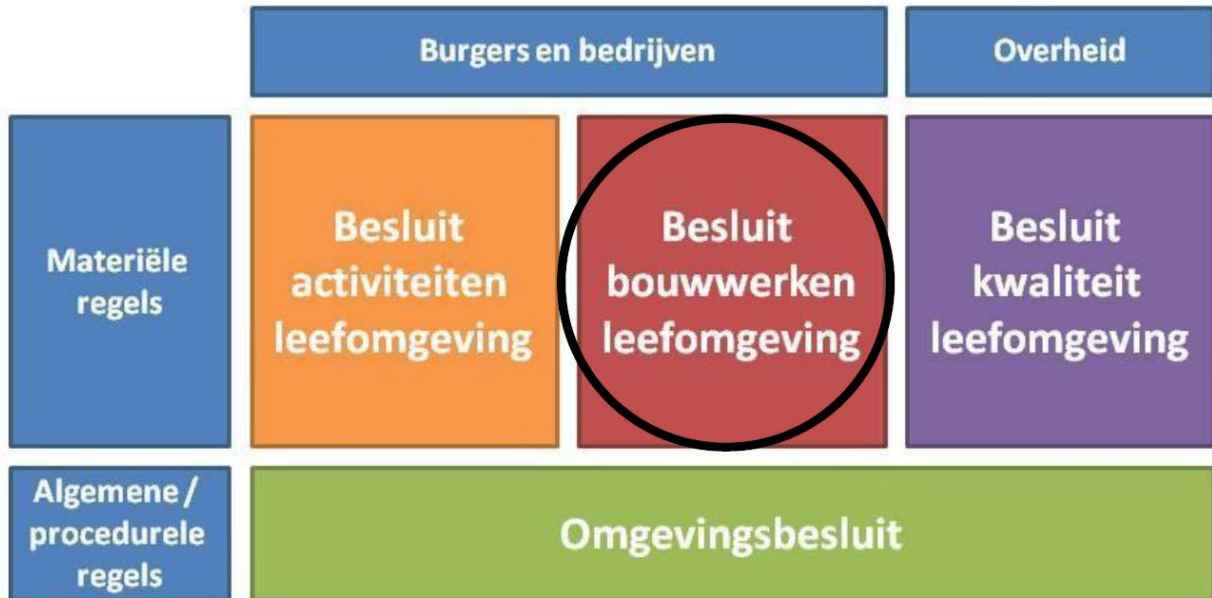 Burgers en bedrijven
Overheid
Materiële
regels
Besluit
activiteiten
leefomgeving
Besluit
bouwwerken
leefomgeving
Besluit
kwaliteit
leefomgeving
Algemene /
procedurele
regels
Omgevingsbesluit